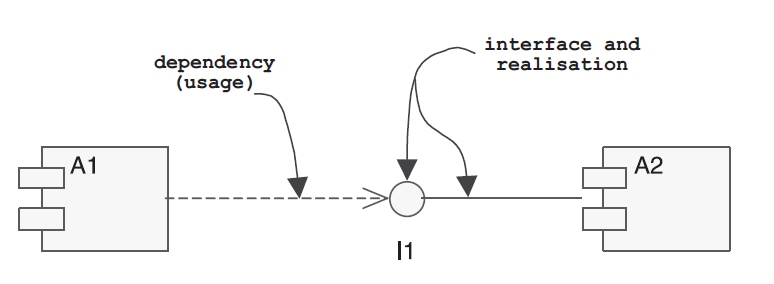 interface and
realisation
dependency
(usage)
A1
A2
I1